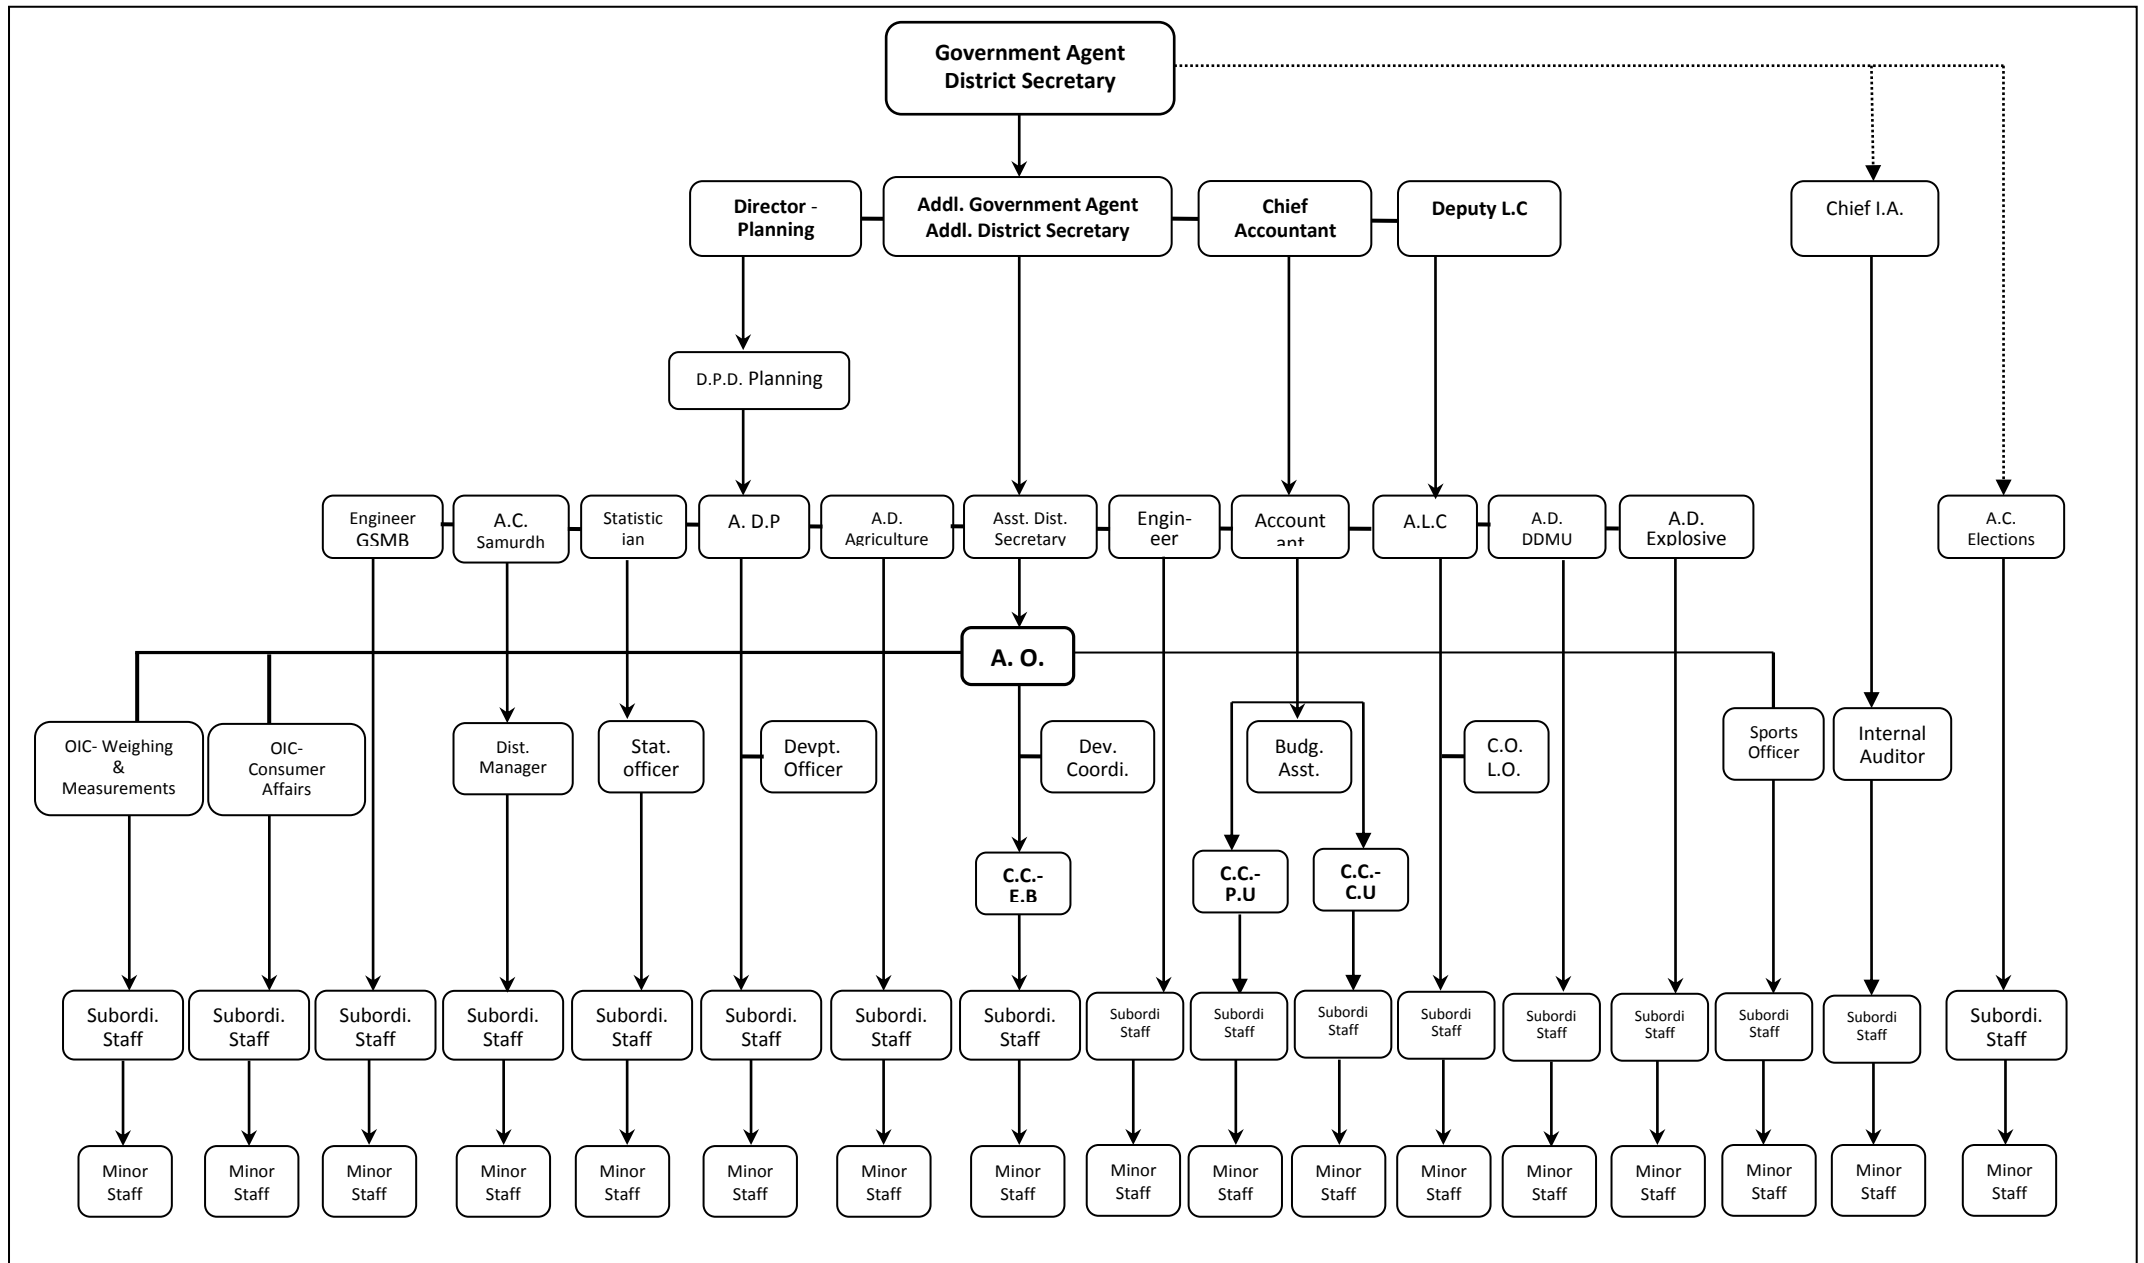 Government Agent
District Secretary
Director -
Planning
Addl. Government Agent
Addl. District Secretary
Chief
Accountant
Deputy L.C
Chief I.A.
D.P.D. Planning
Engineer
GSMB
A.C.
Samurdh
Statistic
ian
A. D.P
A.D.
Agriculture
Asst. Dist.
Secretary
Engin-
eer
Account
ant
A.L.C
A.D.
DDMU
A.D.
Explosive
A.C.
Elections
A. O.
OIC- Weighing
&
Measurements
OIC-
Consumer
Affairs
Dist.
Manager
Stat.
officer
Devpt.
Officer
Dev.
Coordi.
Budg.
Asst.
C.O.
L.O.
Sports
Officer
Internal
Auditor
C.C.-
E.B
C.C.-
P.U
C.C.-
C.U
Subordi.
Staff
Subordi.
Staff
Subordi.
Staff
Subordi.
Staff
Subordi.
Staff
Subordi.
Staff
Subordi.
Staff
Subordi.
Staff
Subordi
Staff
Subordi
Staff
Subordi
Staff
Subordi
Staff
Subordi
Staff
Subordi
Staff
Subordi
Staff
Subordi
Staff
Subordi.
Staff
Minor
Staff
Minor
Staff
Minor
Staff
Minor
Staff
Minor
Staff
Minor
Staff
Minor
Staff
Minor
Staff
Minor
Staff
Minor
Staff
Minor
Staff
Minor
Staff
Minor
Staff
Minor
Staff
Minor
Staff
Minor
Staff
Minor
Staff